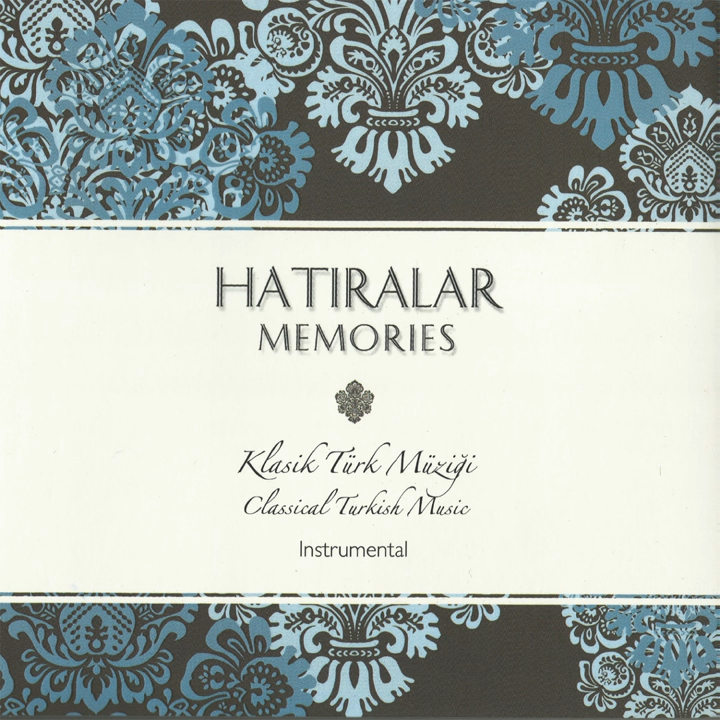 HATIRALAR
MEMORIES
Klasik Türk Müziği
Classical Turkish Music
Instrumental